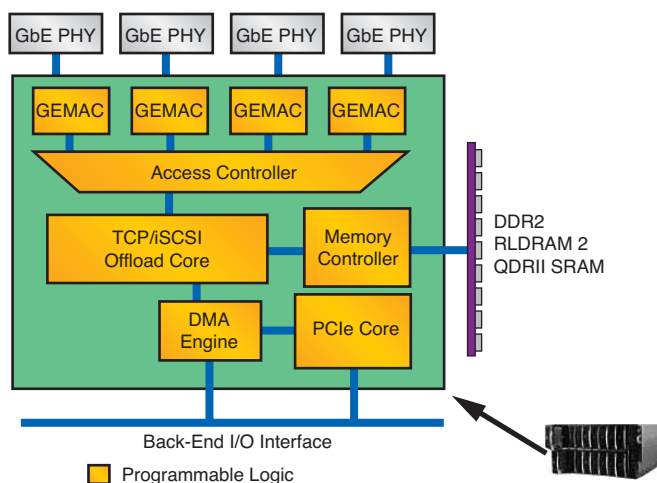 GbE PHY GbE PHY GbE PHY GbE PHY
GEMAC GEMAC GEMAC GEMAC
Access Controller
TCP/iSCSI
Offload Core
Memory
Controller
DDR2
RLDRAM 2
QDRII SRAM
DMA
Engine
PCIe Core
Back-End I/O Interface
Programmable Logic